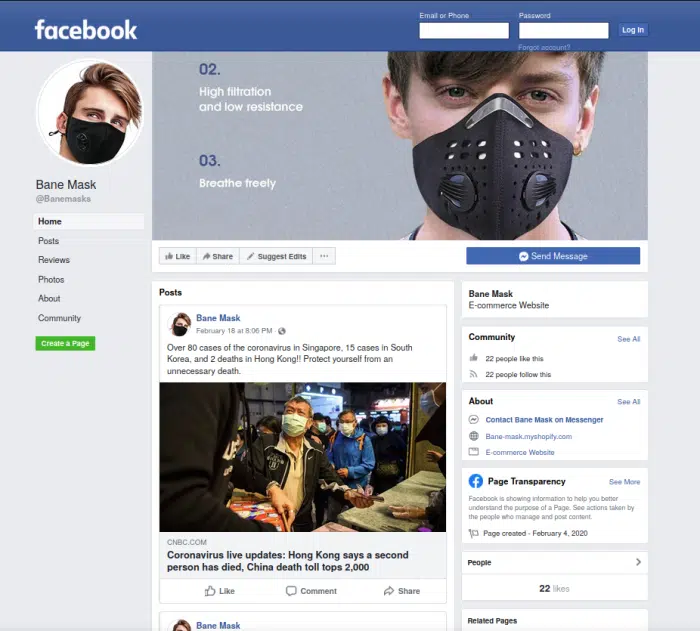 facebook
Email or Phone
Password
Log In
Forgot account?
02.
High filtration
and low resistance
03.
Breathe freely
Bane Mask
@Banemasks
Home
Posts
Reviews
Photos
About
Community
Create a Page
Like
Share
Suggest Edits
Send Message
Posts
Bane Mask
February 18 at 8:06 PM
Over 80 cases of the coronavirus in Singapore, 15 cases in South
Korea, and 2 deaths in Hong Kong!! Protect yourself from an
unnecessary death.
CNBC.COM
Coronavirus live updates: Hong Kong says a second
person has died, China death toll tops 2,000
Like
Comment
Share
Bane Mask
Bane Mask
E-commerce Website
Community
See All
22 people like this
22 people follow this
About
See All
Contact Bane Mask on Messenger
Bane-mask.myshopify.com
E-commerce Website
Page Transparency
See More
Facebook is showing information to help you better
understand the purpose of a Page. See actions taken by
the people who manage and post content.
Page created - February 4, 2020
People
22 likes
Related Pages